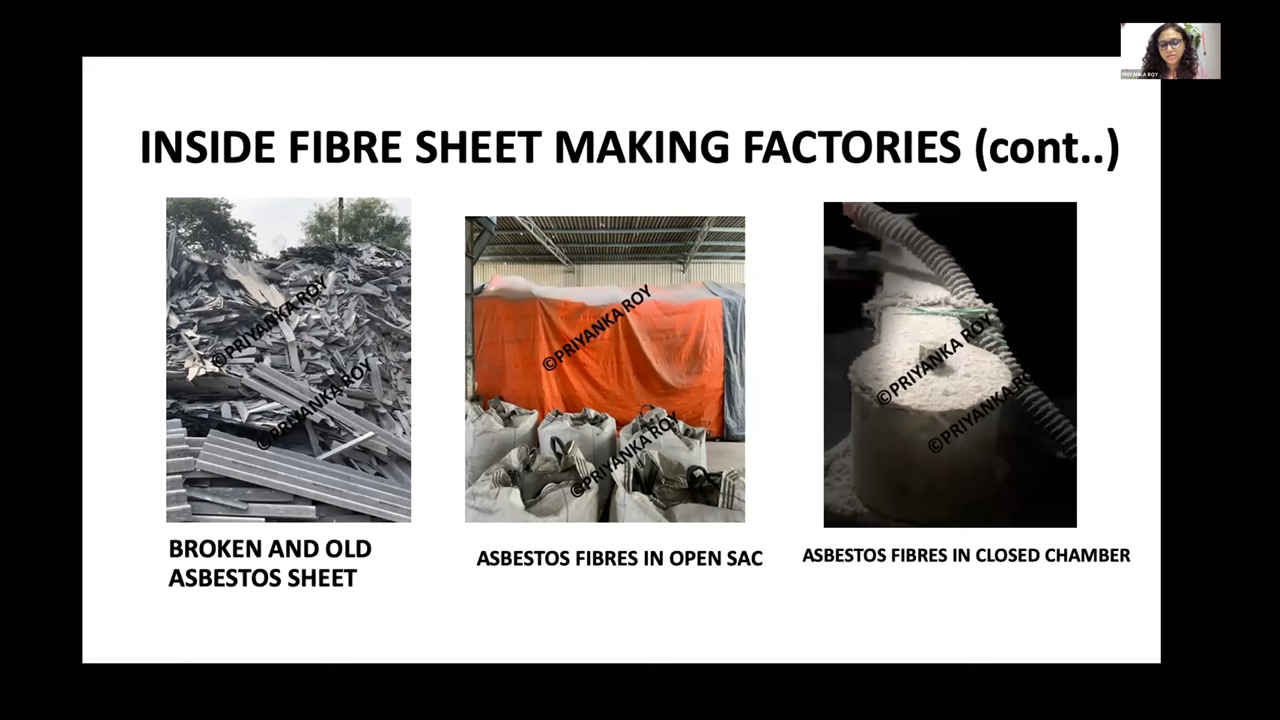 PRIYANKA ROY
INSIDE FIBRE SHEET MAKING FACTORIES (cont..)
©PRIYANKA ROY
©PRIYANKA ROY
©PRIYANKA ROY
©PRIYANKA ROY
©PRIYANKA ROY
©PRIYANKA ROY
BROKEN AND OLD
ASBESTOS SHEET
ASBESTOS FIBRES IN OPEN SAC
ASBESTOS FIBRES IN CLOSED CHAMBER